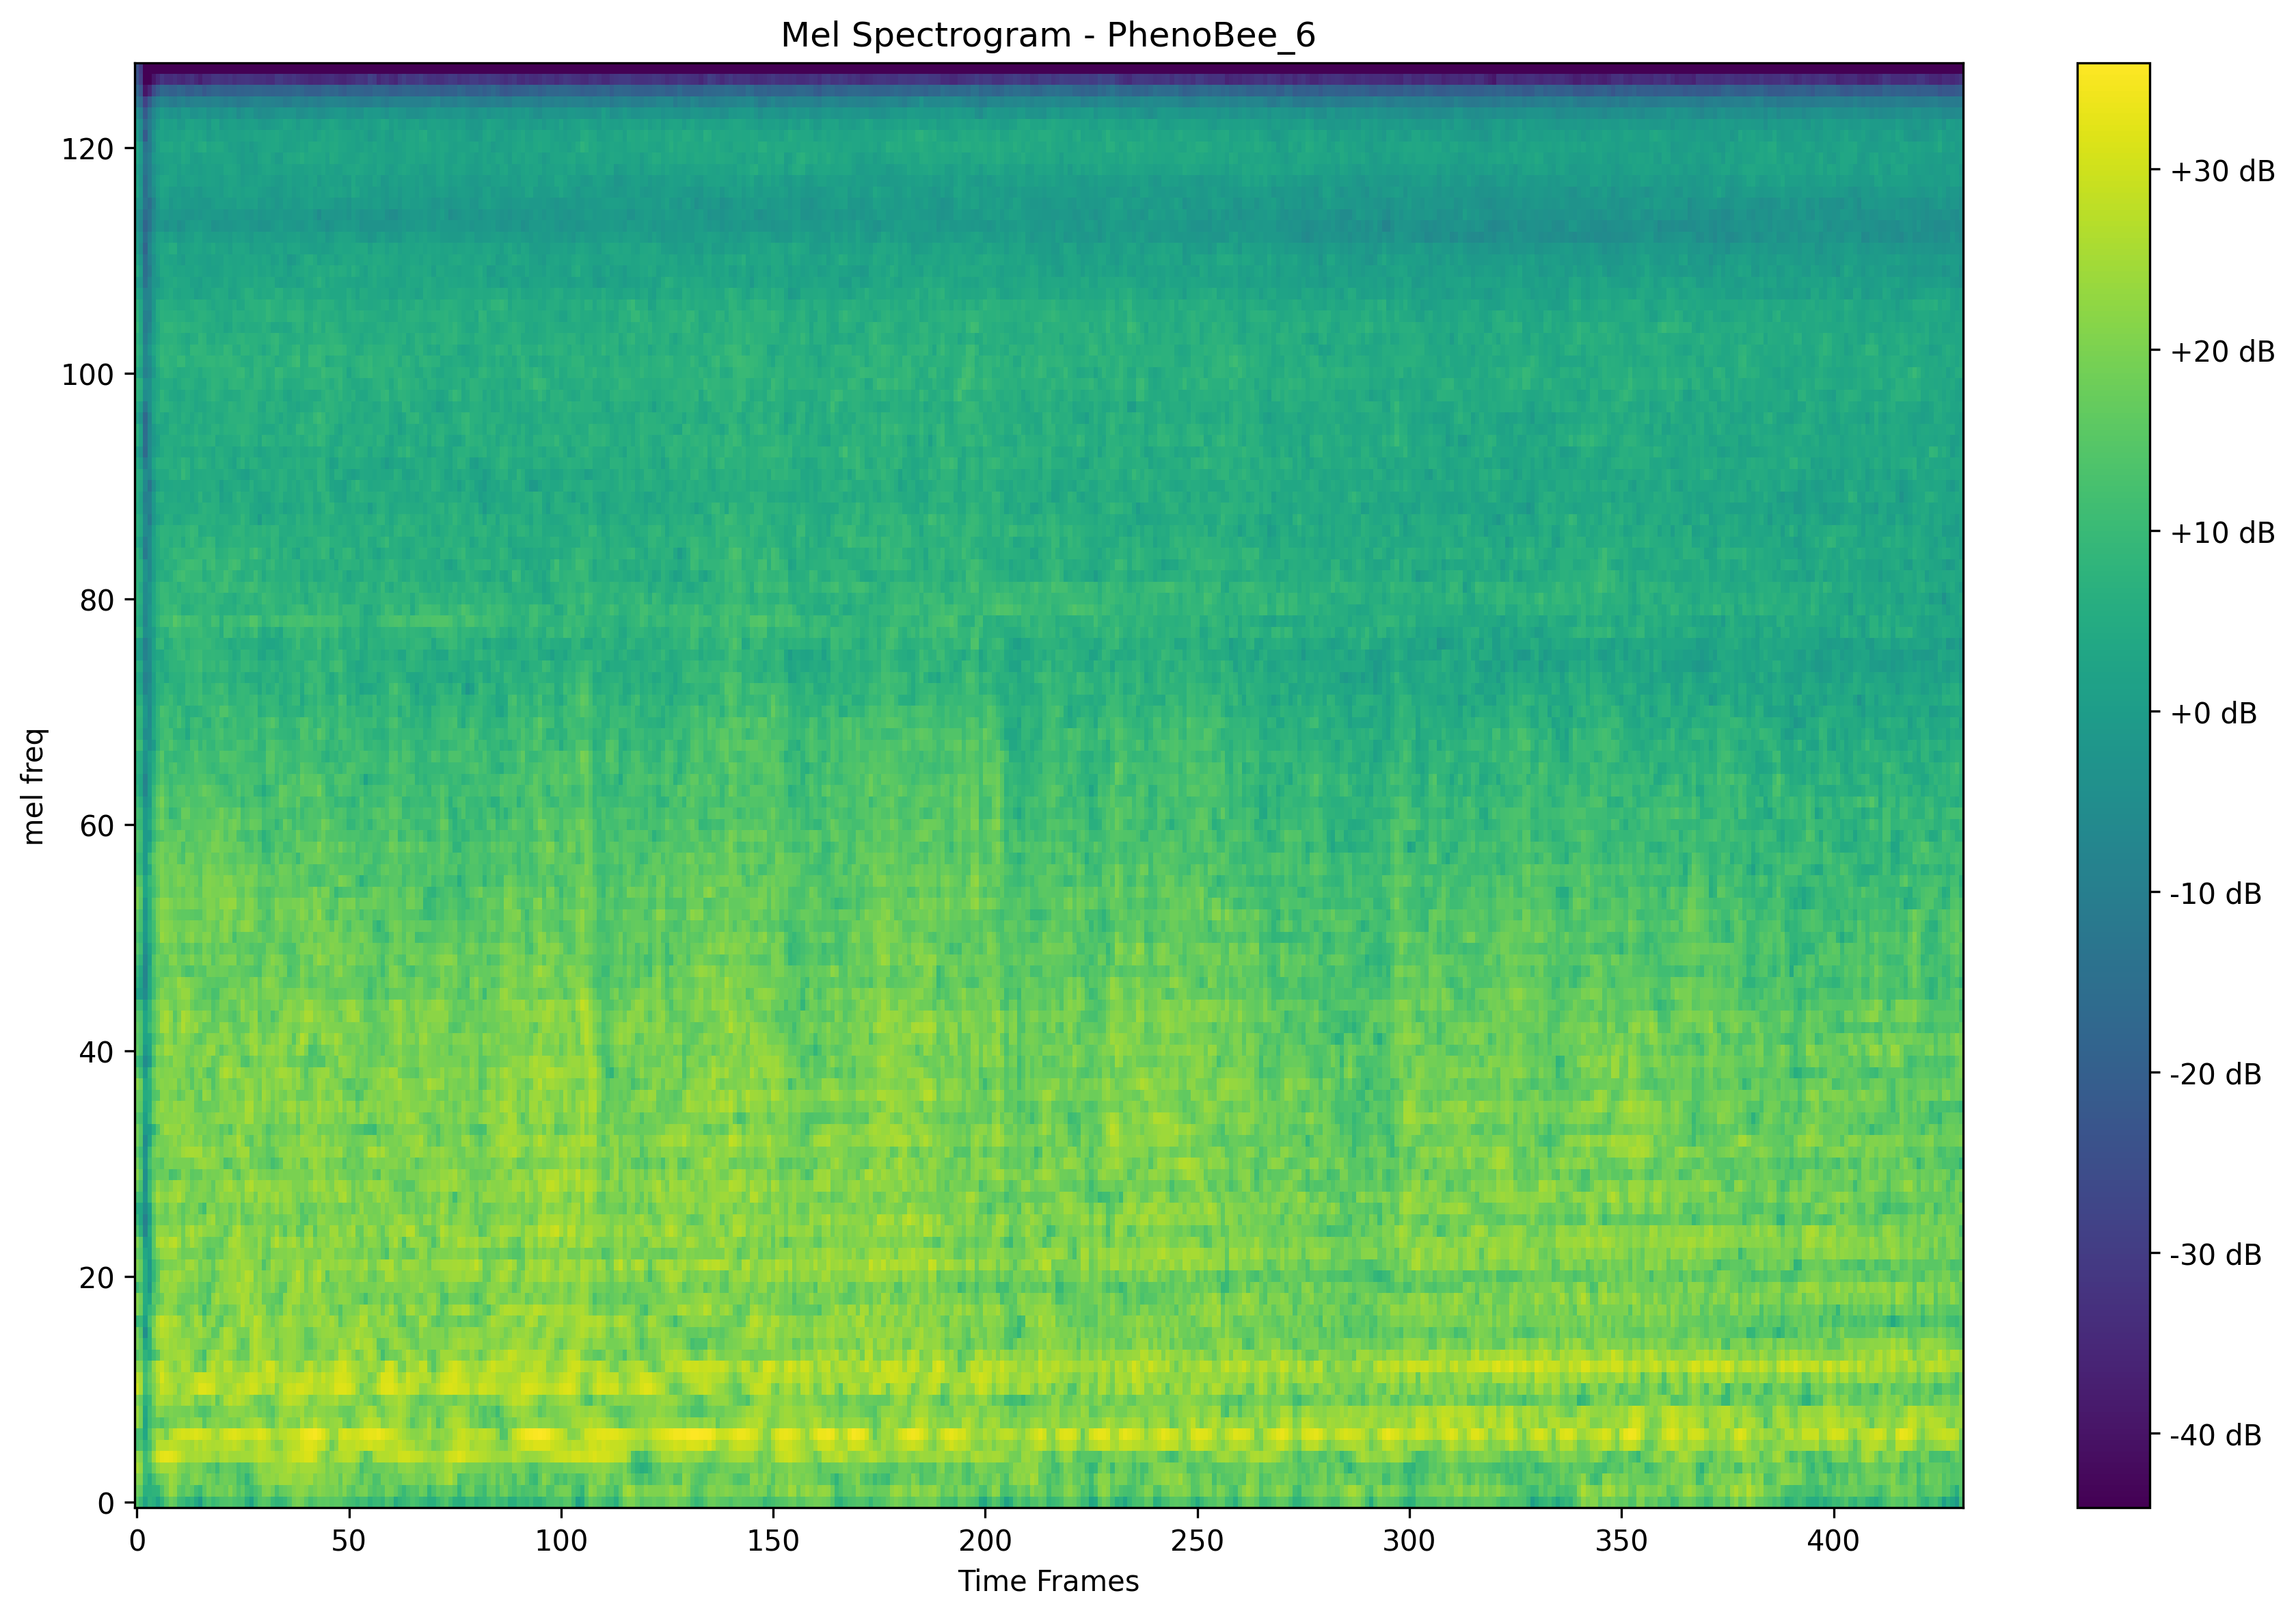 Mel Spectrogram - PhenoBee_6
mel freq
120
100
80
60
40
20
0
0 50 100 150 200 250 300 350 400
Time Frames
+30 dB
+20 dB
+10 dB
+0 dB
-10 dB
-20 dB
-30 dB
-40 dB